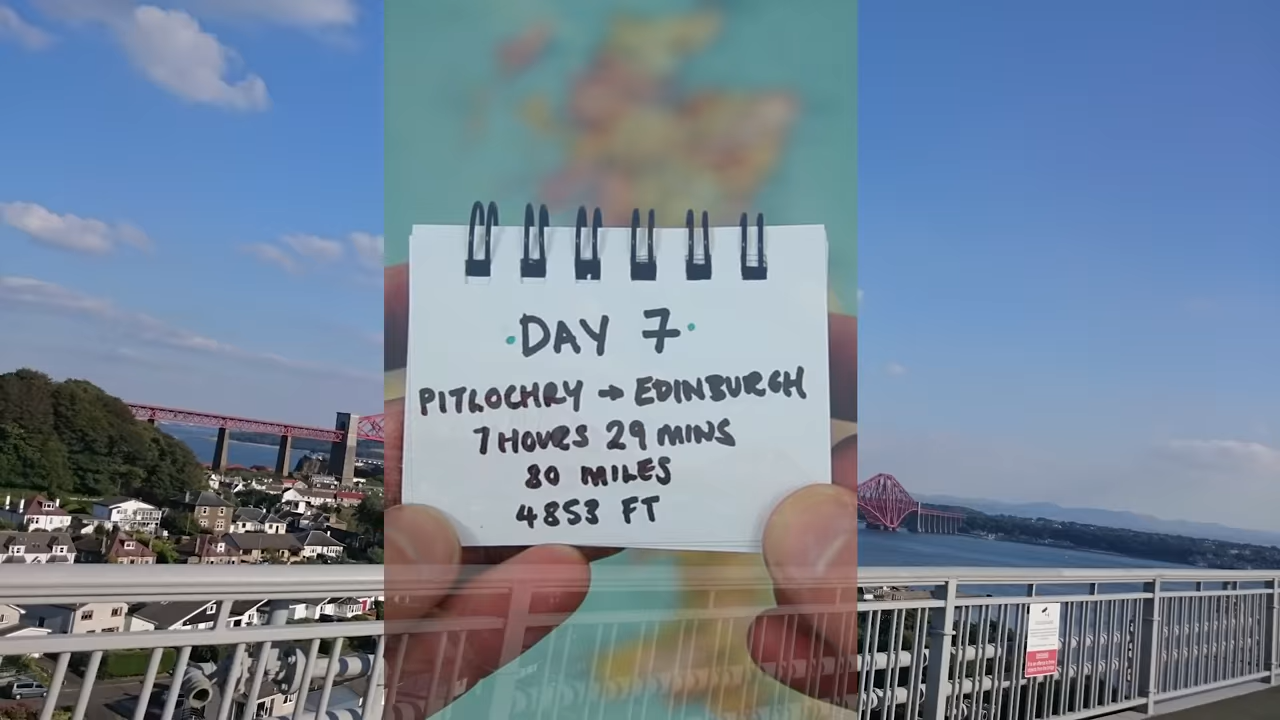 DAY 7
PITLOCHRY → EDINBURGH
7 HOURS 29 MINS
80 MILES
4853 FT